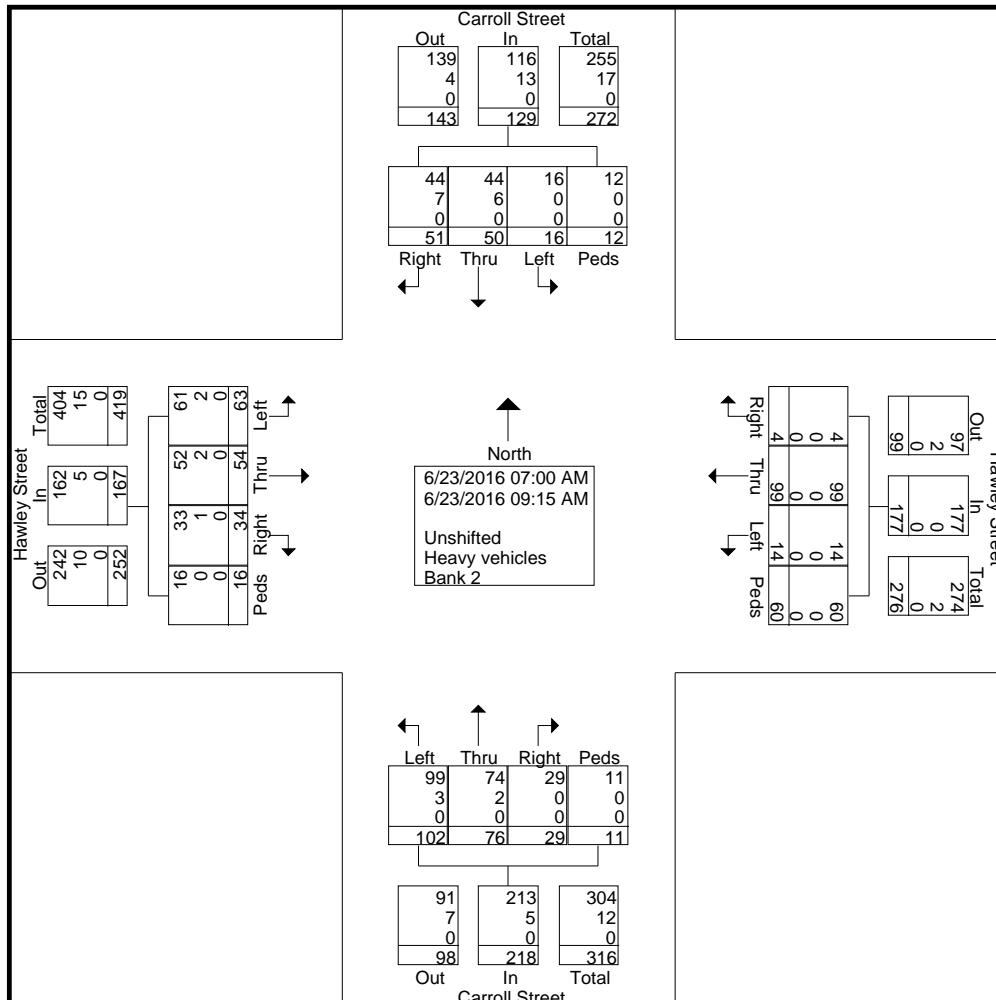 Carroll Street
Out In Total
139 116 255
4 13 17
0 0 0
143 129 272
44 44 16 12
7 6 0 0
0 0 0 0
51 50 16 12
Right Thru Left Peds
Hawley Street
Total In Out
404 162 242
15 5 10
0 0 0
419 167 252
61 52 33 16
2 2 1 0
0 0 0 0
63 54 34 16
Left Thru Right Peds
North
6/23/2016 07:00 AM
6/23/2016 09:15 AM
Unshifted
Heavy vehicles
Bank 2
Right Thru Left Peds
4 99 14 60
0 0 0 0
0 0 0 0
4 99 14 60
Out In Total
97 177 274
2 0 2
0 0 0
99 177 276
Hawley Street
Left Thru Right Peds
99 74 29 11
3 2 0 0
0 0 0 0
102 76 29 11
91 213 304
7 5 12
0 0 0
98 218 316
Out In Total
Carroll Street